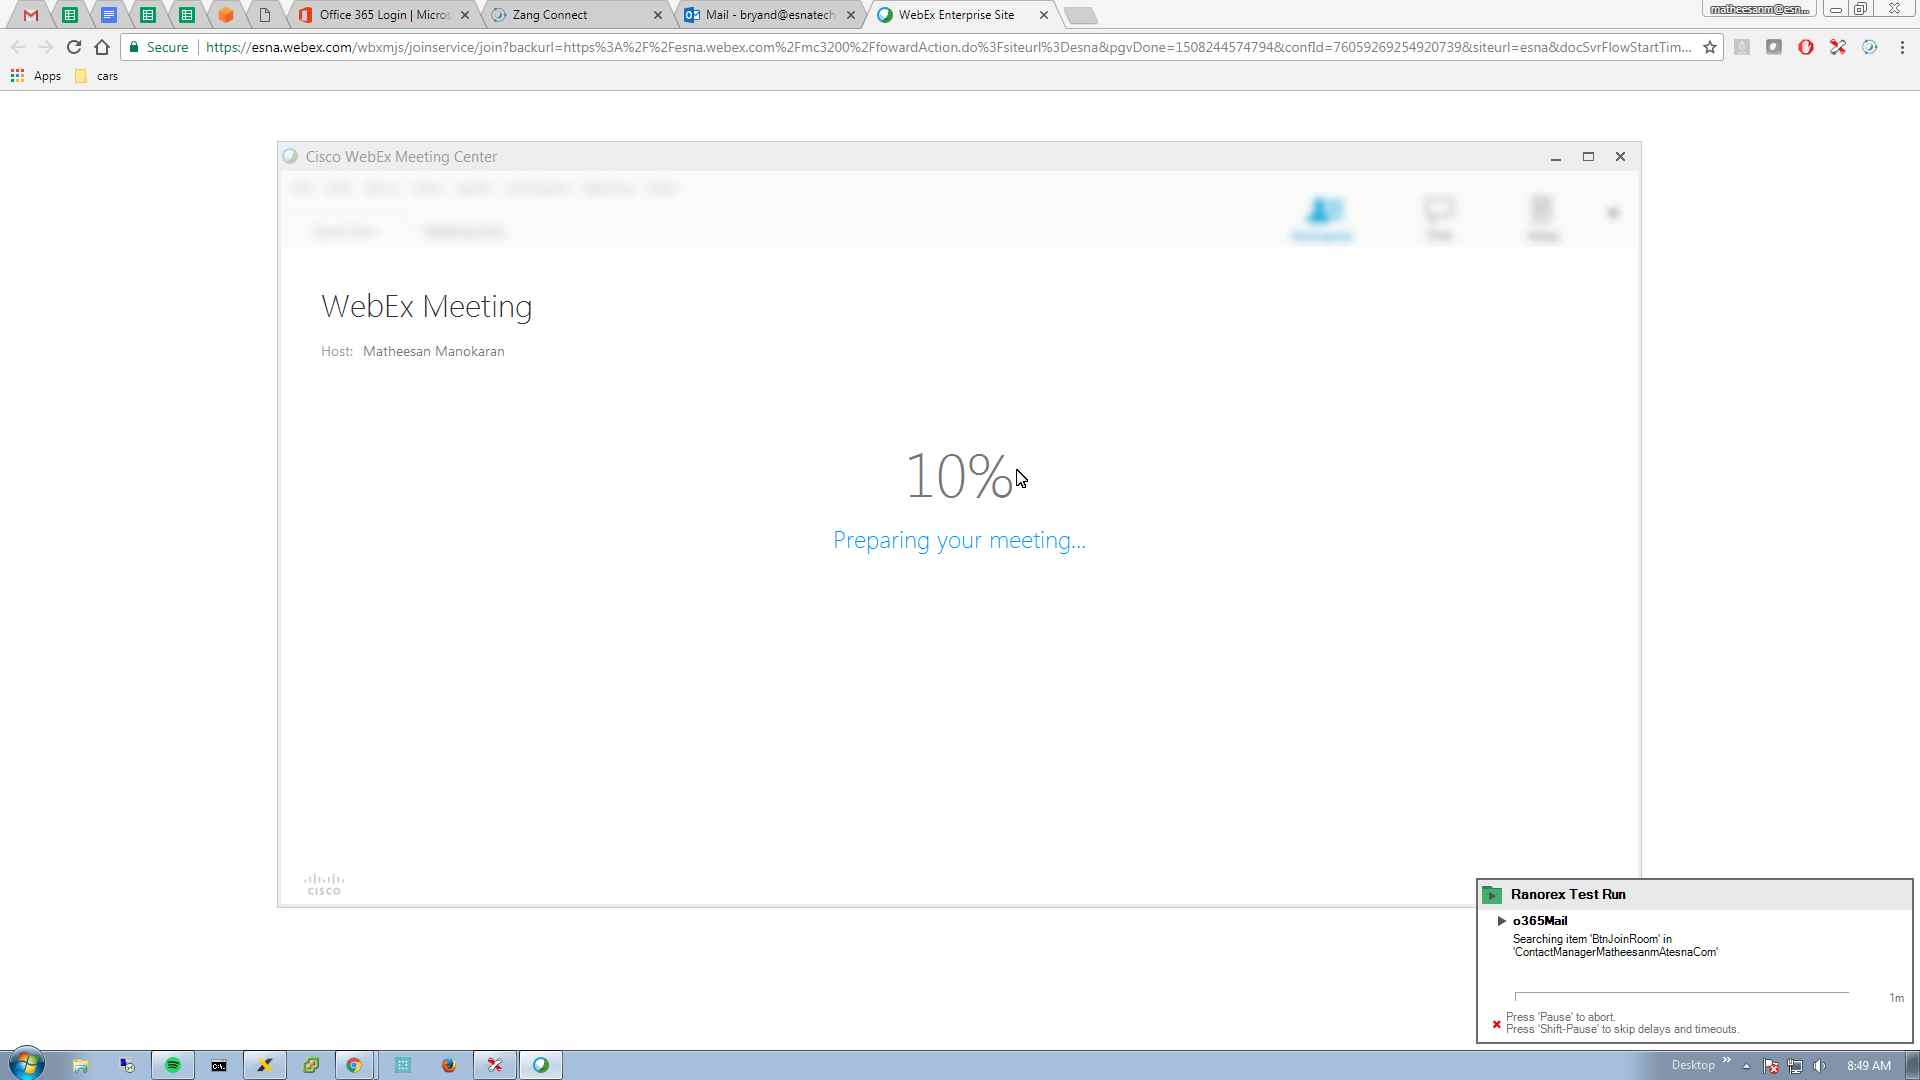 Office 365 Login | Micros
Zang Connect
Mail - bryand@esnatech
WebEx Enterprise Site
matheesanm@esn...
Secure
https://esna.webex.com/wbxmjs/joinservice/join?backurl=https%3A%2F%2Fesna.webex.com%2Fmc3200%2FfowardAction.do%3Fsiteurl%3Desna&pgvDone=1508244574794&confId=76059269254920739&siteurl=esna&docSvrFlowStartTim...
Apps
cars
Cisco WebEx Meeting Center
WebEx Meeting
Host: Matheesan Manokaran
10%
Preparing your meeting...
CISCO
Ranorex Test Run
o365Mail
Searching item 'BtnJoinRoom' in
'ContactManagerMatheesanmAtesnaCom'
1m
Press 'Pause' to abort.
Press 'Shift-Pause' to skip delays and timeouts.
Desktop
8:49 AM